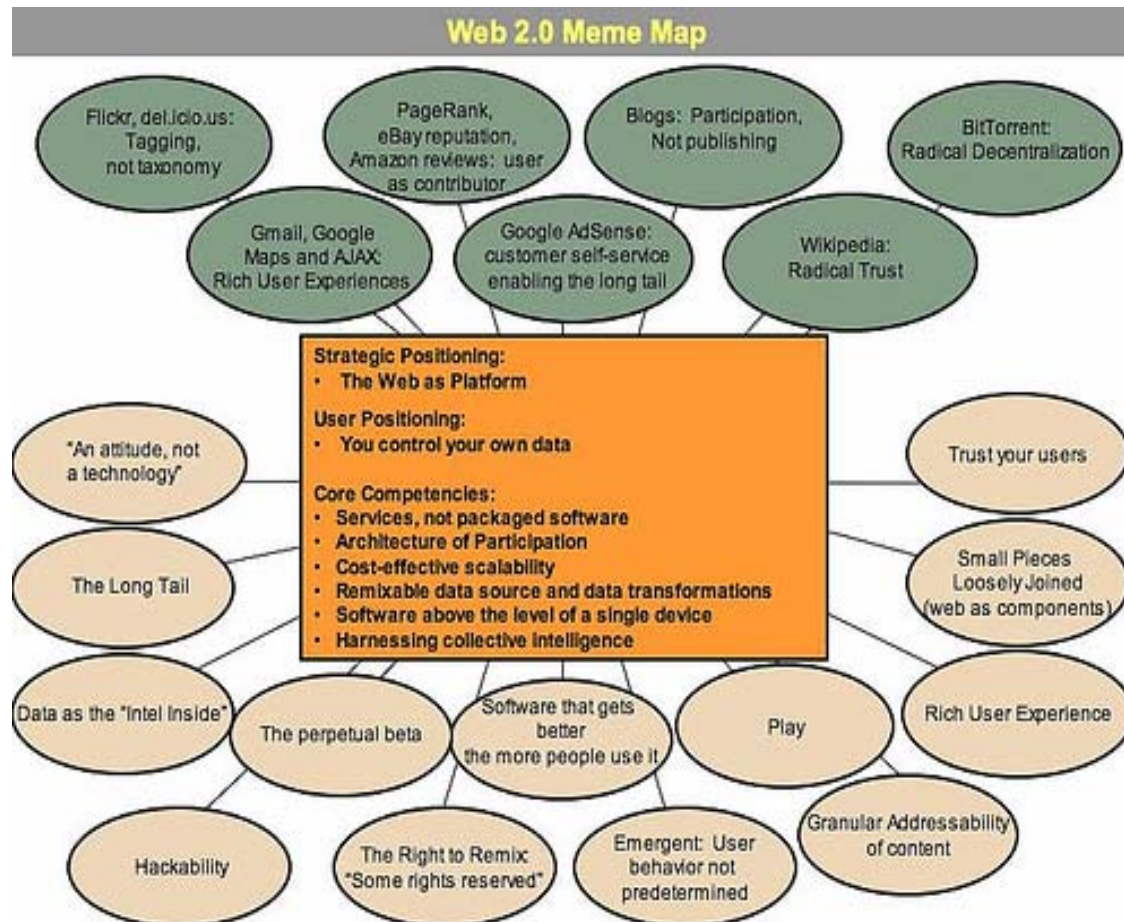 Web 2.0 Meme Map
Flickr, del.icio.us:
Tagging,
not taxonomy
PageRank,
eBay reputation,
Amazon reviews: user
as contributor
Blogs: Participation,
Not publishing
BitTorrent:
Radical Decentralization
Gmail, Google
Maps and AJAX:
Rich User Experiences
Google AdSense:
customer self-service
enabling the long tail
Wikipedia:
Radical Trust
Strategic Positioning:
• The Web as Platform
User Positioning:
• You control your own data
Core Competencies:
• Services, not packaged software
• Architecture of Participation
• Cost-effective scalability
• Remixable data source and data transformations
• Software above the level of a single device
• Harnessing collective intelligence
"An attitude, not
a technology"
Trust your users
The Long Tail
Small Pieces
Loosely Joined
(web as components)
Data as the "Intel Inside"
The perpetual beta
Software that gets
better
the more people use it
Play
Rich User Experience
Hackability
The Right to Remix:
"Some rights reserved"
Emergent: User
behavior not
predetermined
Granular Addressability
of content